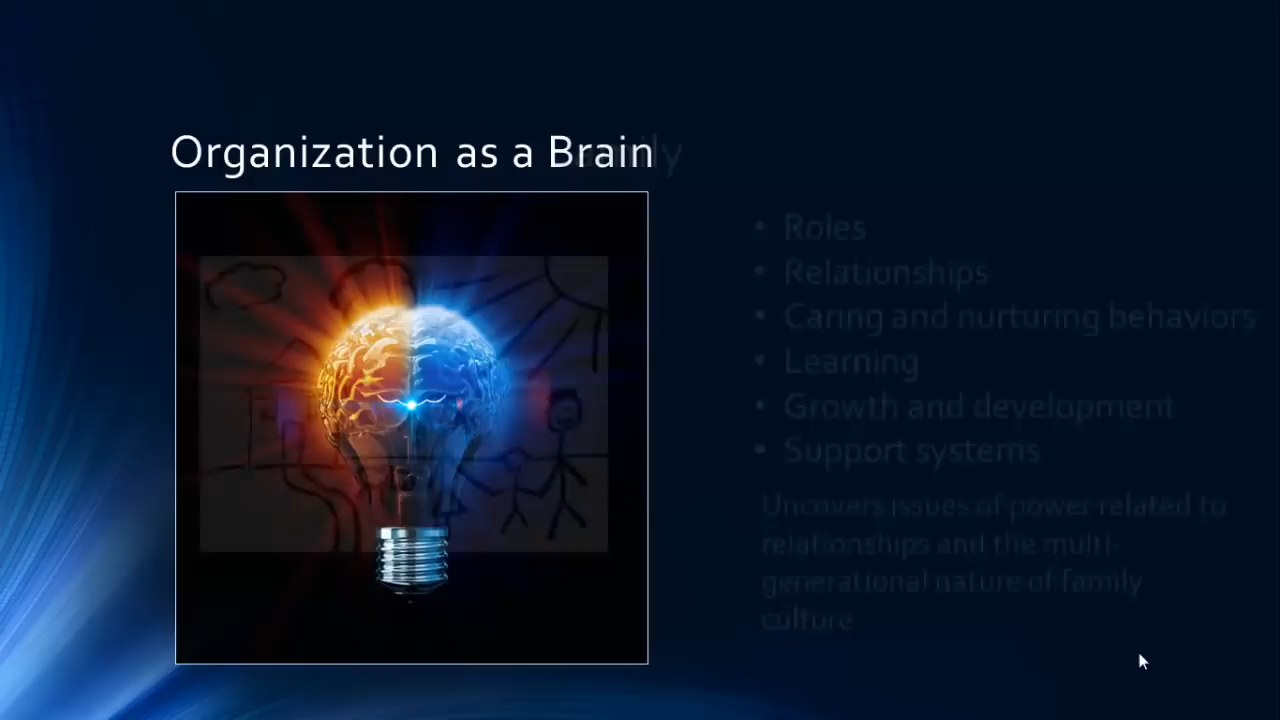 Organization as a Brain
• Roles
• Relationships
• Caring and nurturing behaviors
• Learning
• Growth and development
• Support systems
Uncovers issues of power related to
relationships and the multi-
generational nature of family
culture